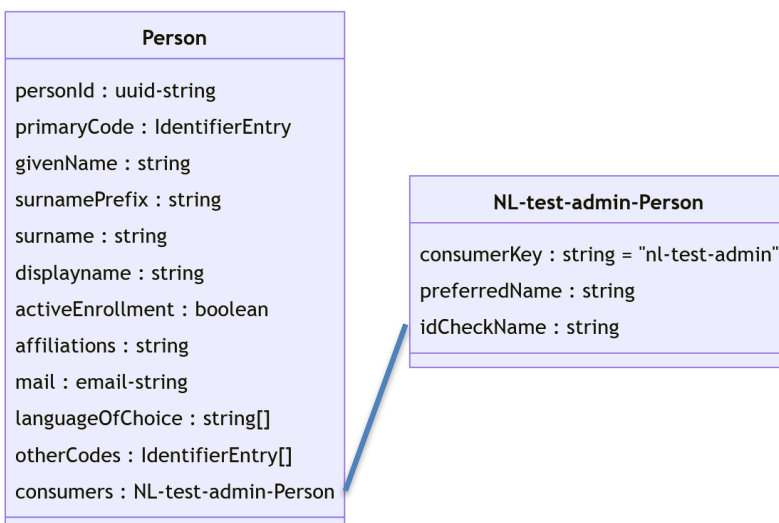 Person
personId : uuid-string
primaryCode : IdentifierEntry
givenName : string
surnamePrefix : string
surname : string
displayname : string
activeEnrollment : boolean
affiliations : string
mail : email-string
languageOfChoice : string[]
otherCodes : IdentifierEntry[]
consumers : NL-test-admin-Person
NL-test-admin-Person
consumerKey : string = "nl-test-admin"
preferredName : string
idCheckName : string